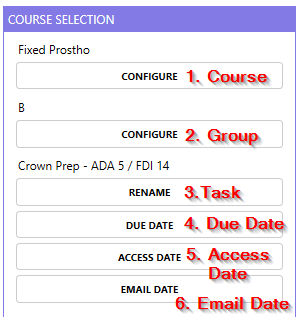 COURSE SELECTION
Fixed Prostho
CONFIGURE 1. Course
B
CONFIGURE 2. Group
Crown Prep - ADA 5 / FDI 14
RENAME 3.Task
DUE DATE 4. Due Date
ACCESS DATE 5. Access
Date
EMAIL DATE
6. Email Date